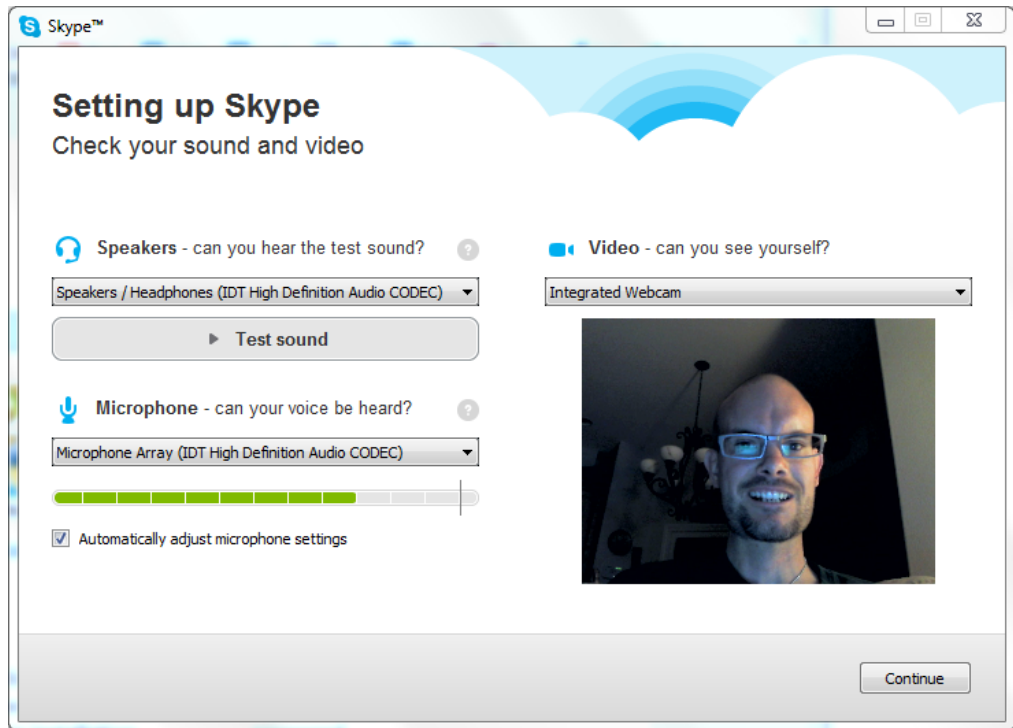 Skype™
Setting up Skype
Check your sound and video
Speakers - can you hear the test sound?
?
Speakers / Headphones (IDT High Definition Audio CODEC)
Test sound
Microphone - can your voice be heard?
?
Microphone Array (IDT High Definition Audio CODEC)
Automatically adjust microphone settings
Video - can you see yourself?
Integrated Webcam
Continue